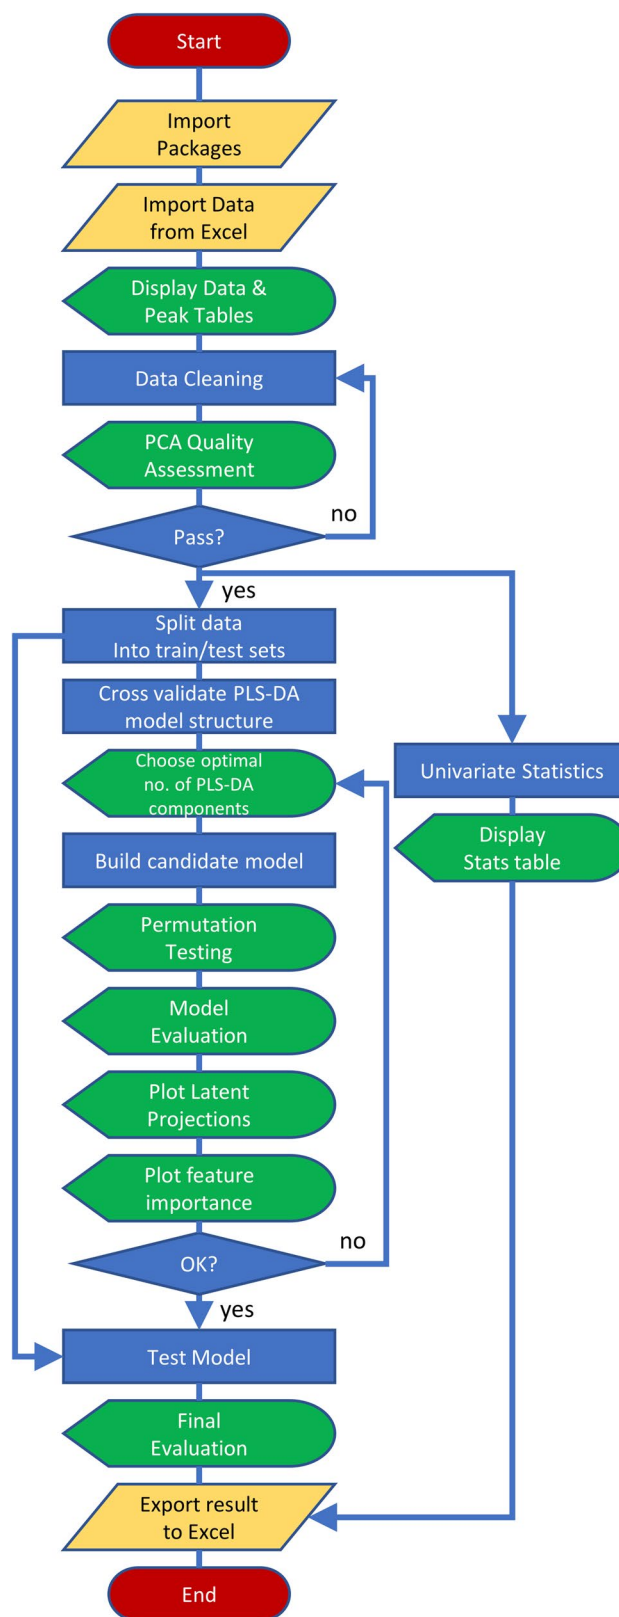 Start
Import
Packages
Import Data
from Excel
Display Data &
Peak Tables
Data Cleaning
PCA Quality
Assessment
no
Pass?
yes
Split data
Into train/test sets
Cross validate PLS-DA
model structure
Choose optimal
no. of PLS-DA
components
Univariate Statistics
Display
Stats table
Build candidate model
Permutation
Testing
Model
Evaluation
Plot Latent
Projections
Plot feature
importance
no
OK?
yes
Test Model
Final
Evaluation
Export result
to Excel
End